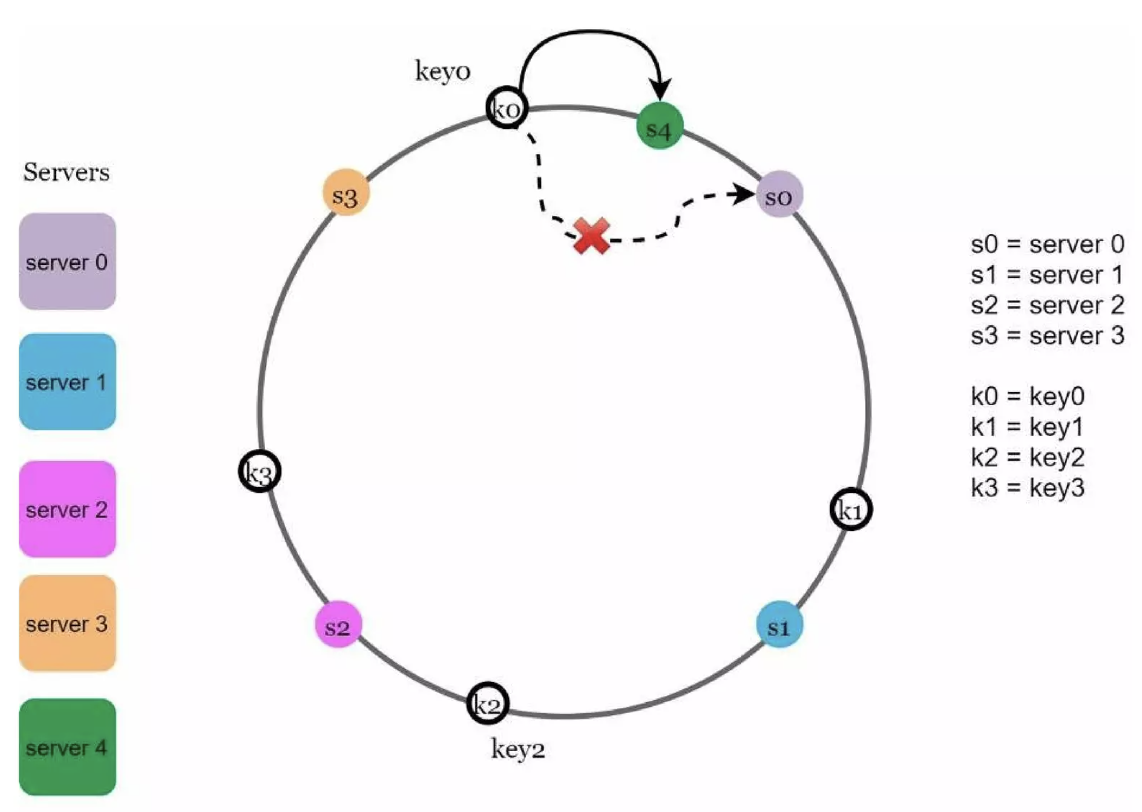 key0
k0
s4
Servers
s3
s0
server 0
s0 = server 0
s1 = server 1
s2 = server 2
s3 = server 3
server 1
k0 = key0
k1 = key1
k2 = key2
k3 = key3
k3
server 2
k1
server 3
s2
s1
k2
key2
server 4